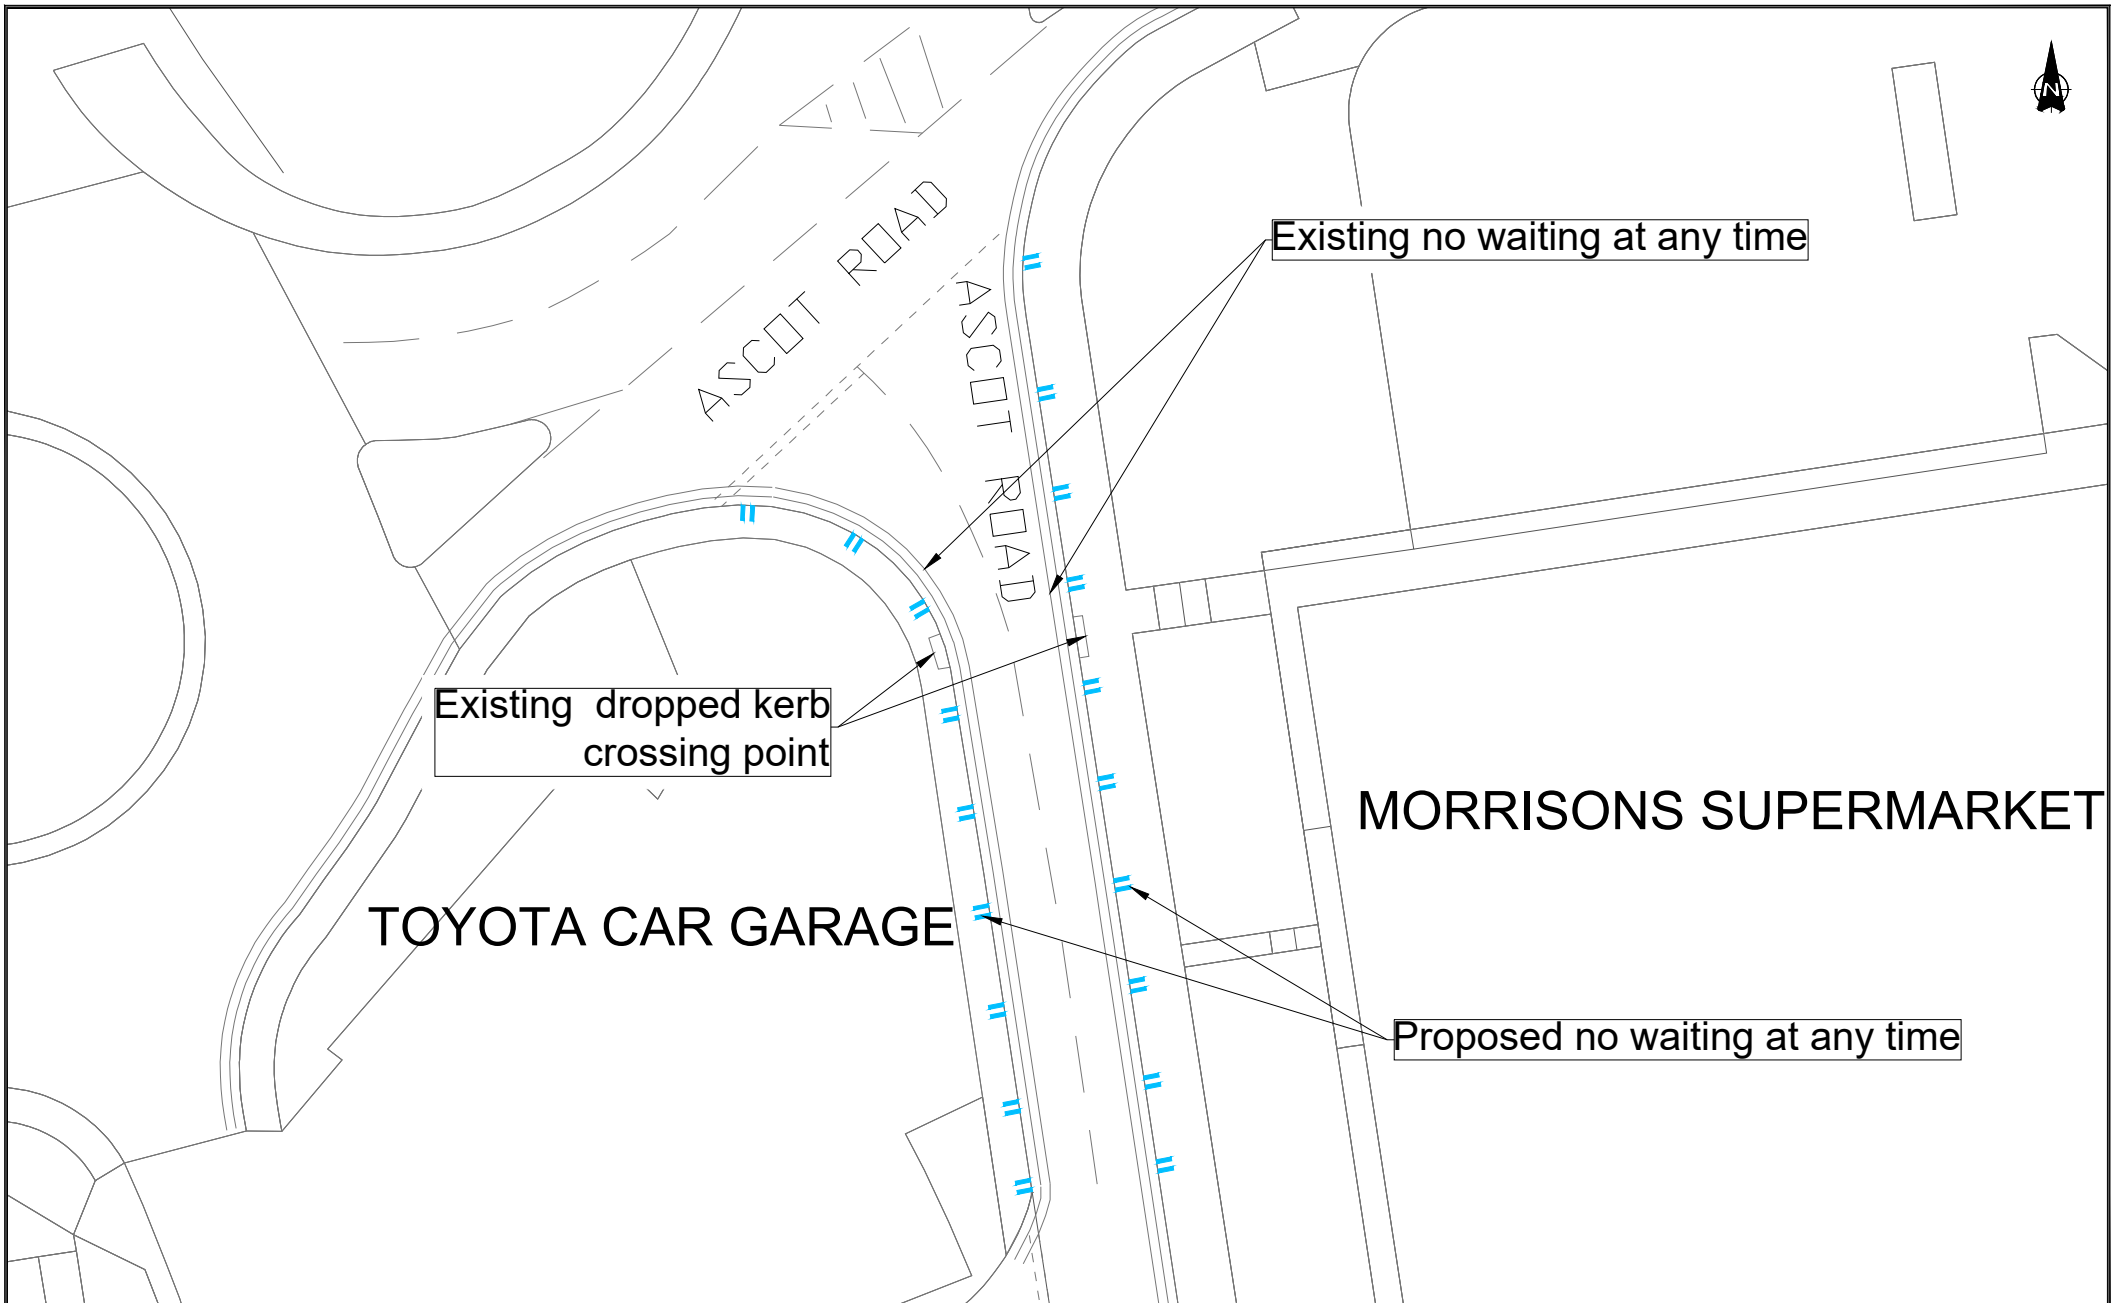 N
Existing no waiting at any time
ASCOT ROAD
ASCOT ROAD
Existing dropped kerb
crossing point
MORRISONS SUPERMARKET
TOYOTA CAR GARAGE
Proposed no waiting at any time